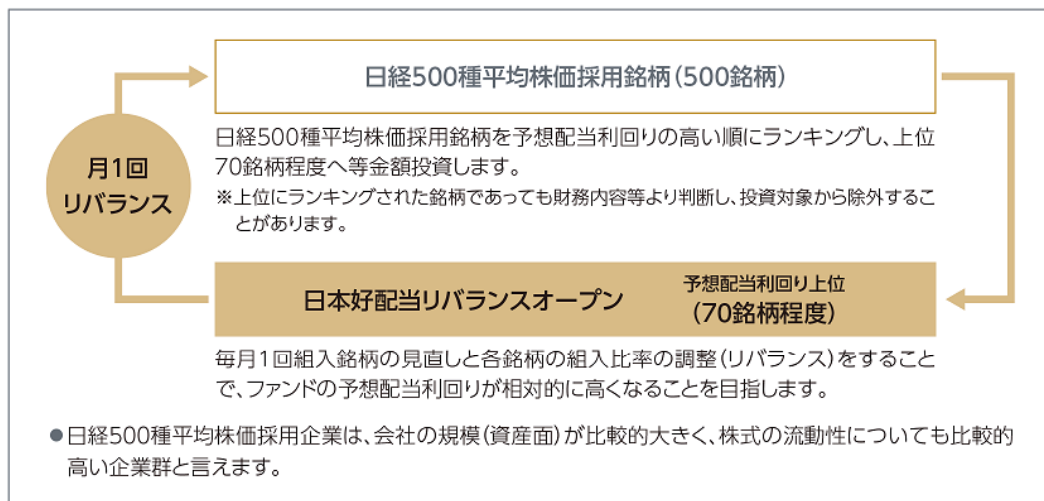 日経500種平均株価採用銘柄(500銘柄)
日経500種平均株価採用銘柄を予想配当利回りの高い順にランキングし、上位
70銘柄程度へ等金額投資します。
※上位にランキングされた銘柄であっても財務内容等より判断し、投資対象から除外するこ
とがあります。
月1回
リバランス
日本好配当リバランスオープン
予想配当利回り上位
(70銘柄程度)
毎月1回組入銘柄の見直しと各銘柄の組入比率の調整(リバランス)をすること
で、ファンドの予想配当利回りが相対的に高くなることを目指します。
●日経500種平均株価採用企業は、会社の規模(資産面)が比較的大きく、株式の流動性についても比較的
高い企業群と言えます。